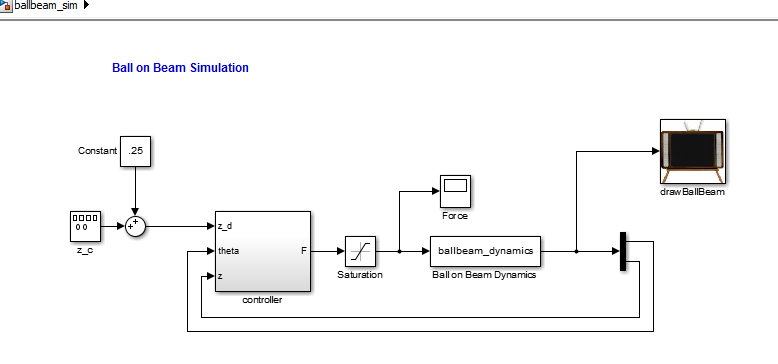 ballbeam_sim
Ball on Beam Simulation
Constant
.25
drawBallBeam
Force
z_c
z_d
theta
z
F
controller
Saturation
ballbeam_dynamics
Ball on Beam Dynamics